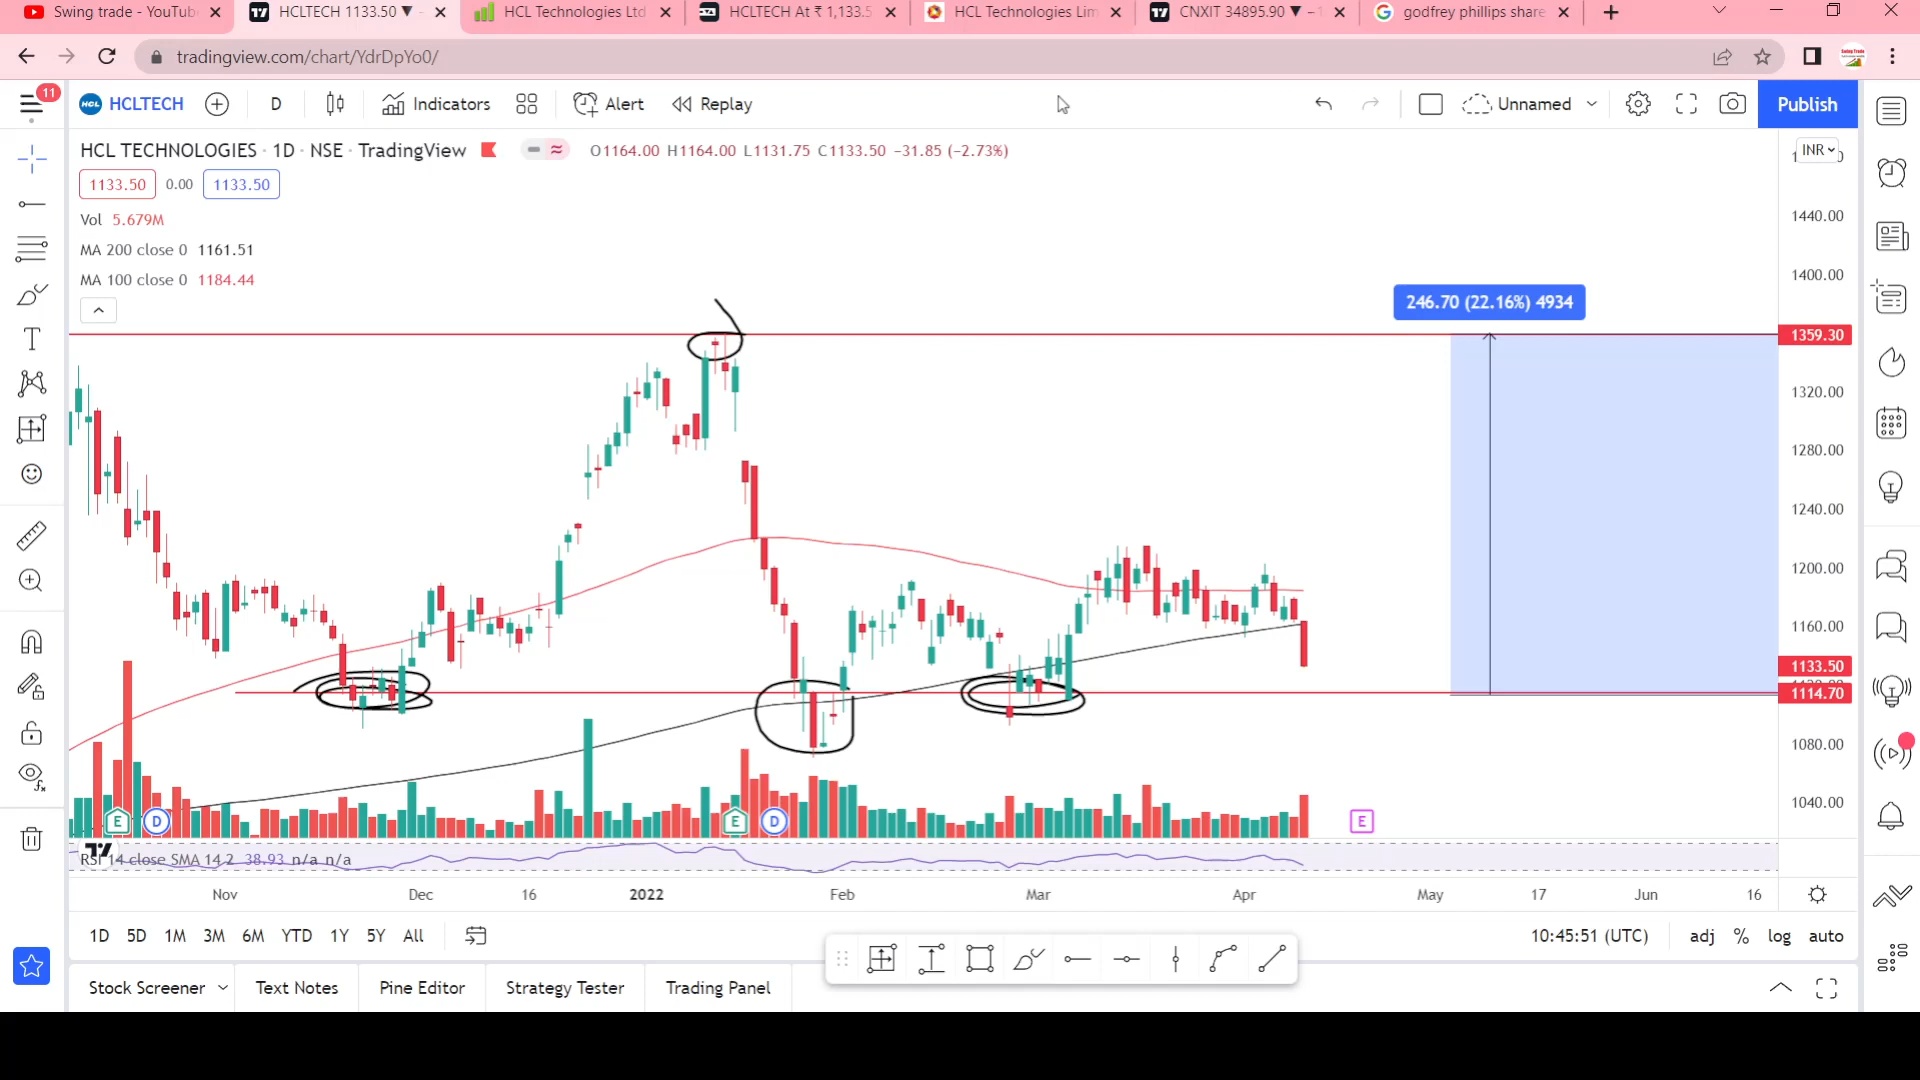 Swing trade - YouTub
HCLTECH 1133.50 ▼ -
HCL Technologies Ltd
HCLTECH At ₹ 1,133.5
HCL Technologies Lim
CNXIT 34895.90 ▼ −1
godfrey phillips share
tradingview.com/chart/YdrDpYo0/
11
HCL HCLTECH D Indicators Alert Replay Unnamed Publish
HCL TECHNOLOGIES · 1D · NSE · TradingView O1164.00 H1164.00 L1131.75 C1133.50 −31.85 (−2.73%)
INR
1133.50 0.00 1133.50
Vol 5.679M
MA 200 close 0 1161.51
MA 100 close 0 1184.44
246.70 (22.16%) 4934
1440.00
1400.00
1359.30
1320.00
1280.00
1240.00
1200.00
1160.00
1133.50
1114.70
1080.00
1040.00
E D E D E
RSI 14 close SMA 14 2 38.93 n/a n/a
Nov Dec 16 2022 Feb Mar Apr May 17 Jun 16
1D 5D 1M 3M 6M YTD 1Y 5Y All
10:45:51 (UTC) adj % log auto
Stock Screener Text Notes Pine Editor Strategy Tester Trading Panel